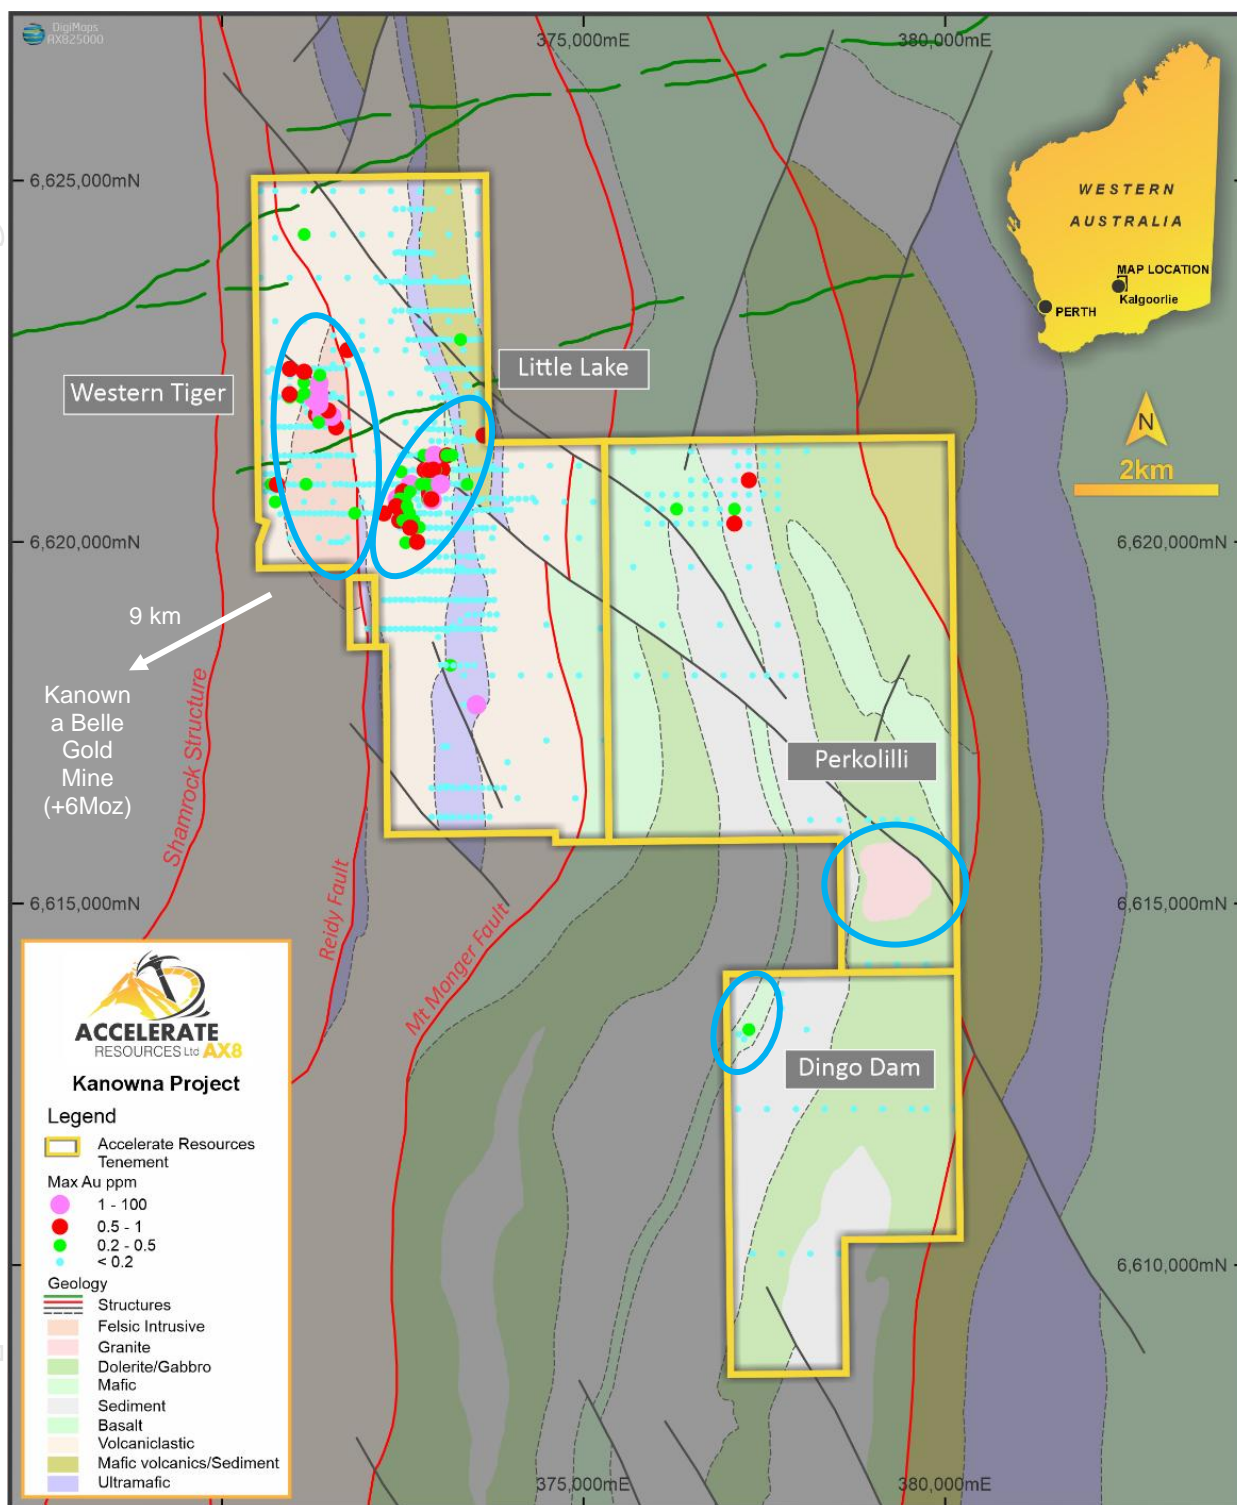 DigiMaps
AX825000
375,000mE
380,000mE
6,625,000mN
WESTERN
AUSTRALIA
MAP LOCATION
Kalgoorlie
PERTH
N
2km
Little Lake
Western Tiger
6,620,000mN
6,620,000mN
9 km
Kanown
a Belle
Gold
Mine
(+6Moz)
Shamrock Structure
Perkolilli
6,615,000mN
6,615,000mN
Reidy Fault
Mt Monger Fault
Dingo Dam
ACCELERATE
RESOURCES Ltd AX8
Kanowna Project
Legend
Accelerate Resources
Tenement
Max Au ppm
1 - 100
0.5 - 1
0.2 - 0.5
< 0.2
Geology
Structures
Felsic Intrusive
Granite
Dolerite/Gabbro
Mafic
Sediment
Basalt
Volcaniclastic
Mafic volcanics/Sediment
Ultramafic
6,610,000mN
375,000mE
380,000mE